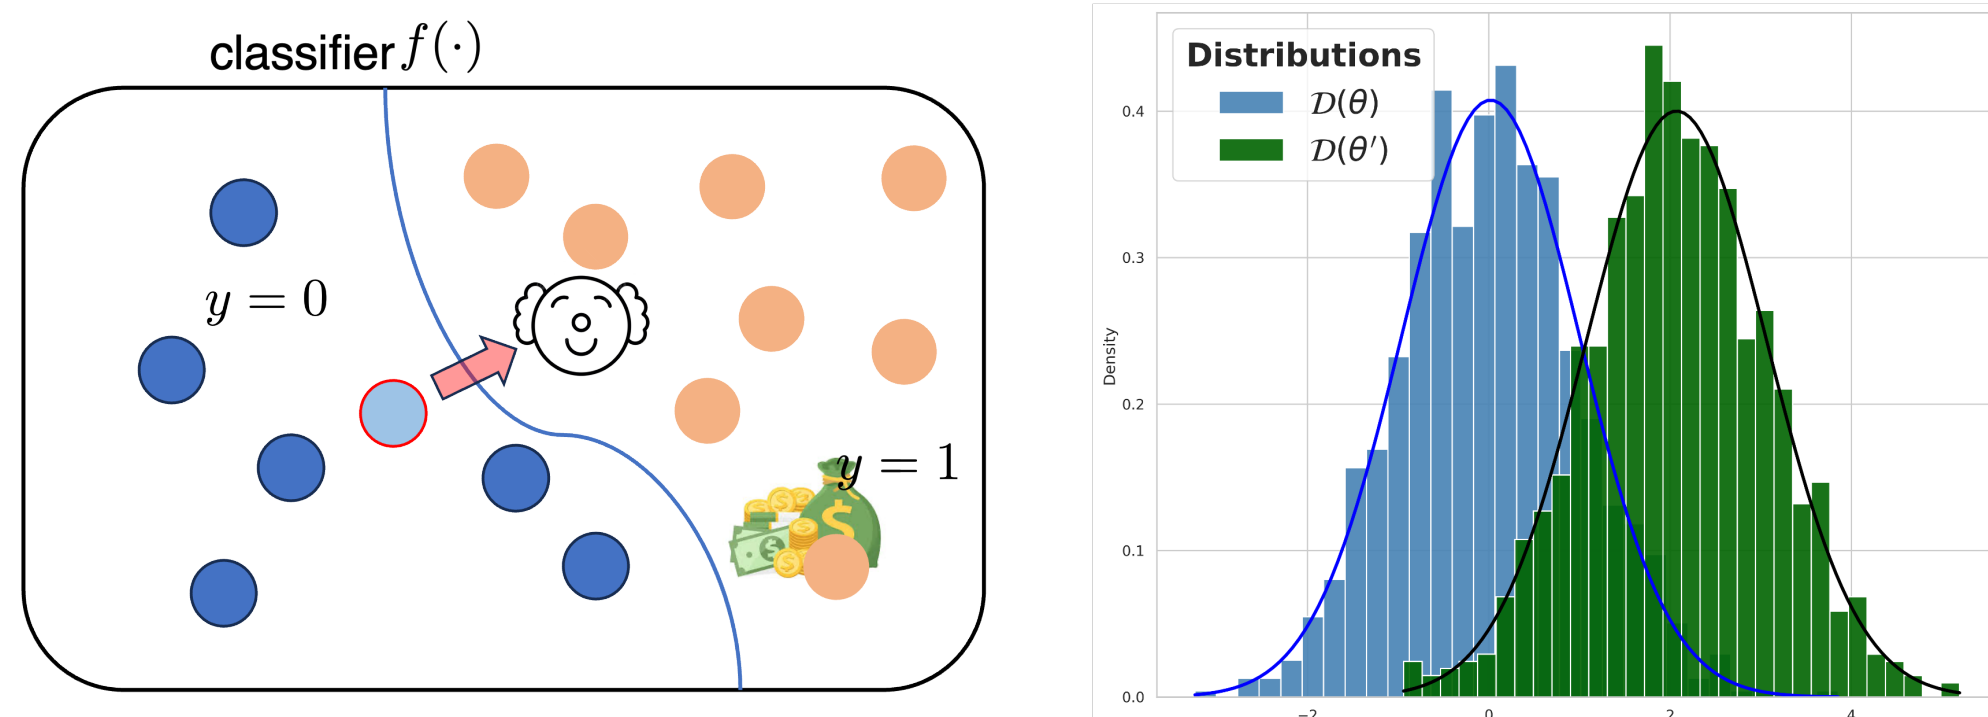 classifier f(·)
y = 0
y = 1
Distributions
𝒟(θ)
𝒟(θ′)
Density
0.4
0.3
0.2
0.1
0.0
−2
0
2
4